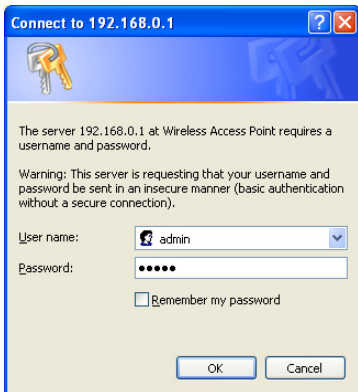 Connect to 192.168.0.1
The server 192.168.0.1 at Wireless Access Point requires a
username and password.
Warning: This server is requesting that your username and
password be sent in an insecure manner (basic authentication
without a secure connection).
User name: admin
Password: •••••
Remember my password
OK Cancel